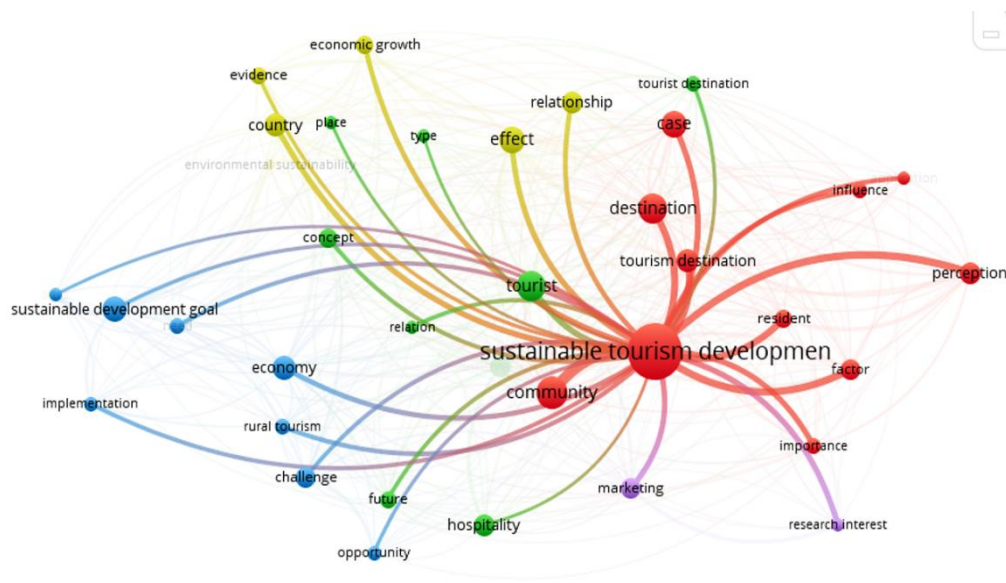 economic growth
evidence
tourist destination
relationship
country
place
case
type
effect
environmental sustainability
influence
destination
concept
tourism destination
perception
tourist
sustainable development goal
resident
relation
sustainable tourism developmen
economy
factor
community
implementation
rural tourism
importance
challenge
marketing
future
hospitality
research interest
opportunity